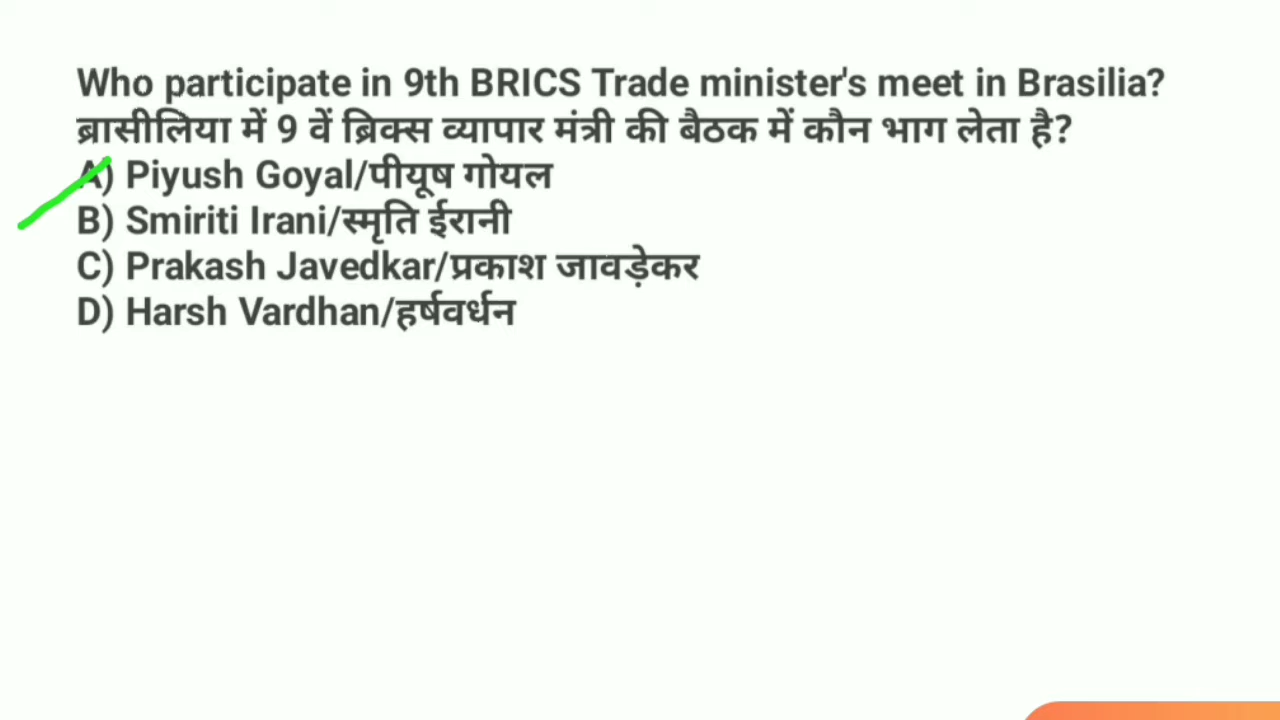 Who participate in 9th BRICS Trade minister's meet in Brasilia?
ब्रासीलिया में 9 वें ब्रिक्स व्यापार मंत्री की बैठक में कौन भाग लेता है?
A) Piyush Goyal/पीयूष गोयल
B) Smiriti Irani/स्मृति ईरानी
C) Prakash Javedkar/प्रकाश जावड़ेकर
D) Harsh Vardhan/हर्षवर्धन